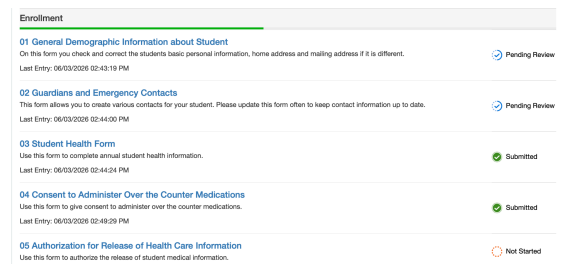 Enrollment
01 General Demographic Information about Student
On this form you check and correct the students basic personal information, home address and mailing address if it is different.
Pending Review
Last Entry: 06/03/2026 02:43:19 PM
02 Guardians and Emergency Contacts
This form allows you to create various contacts for your student. Please update this form often to keep contact information up to date.
Pending Review
Last Entry: 06/03/2026 02:44:00 PM
03 Student Health Form
Use this form to complete annual student health information.
Submitted
Last Entry: 06/03/2026 02:44:24 PM
04 Consent to Administer Over the Counter Medications
Use this form to give consent to administer over the counter medications.
Submitted
Last Entry: 06/03/2026 02:49:29 PM
05 Authorization for Release of Health Care Information
Not Started
Use this form to authorize the release of student medical information.